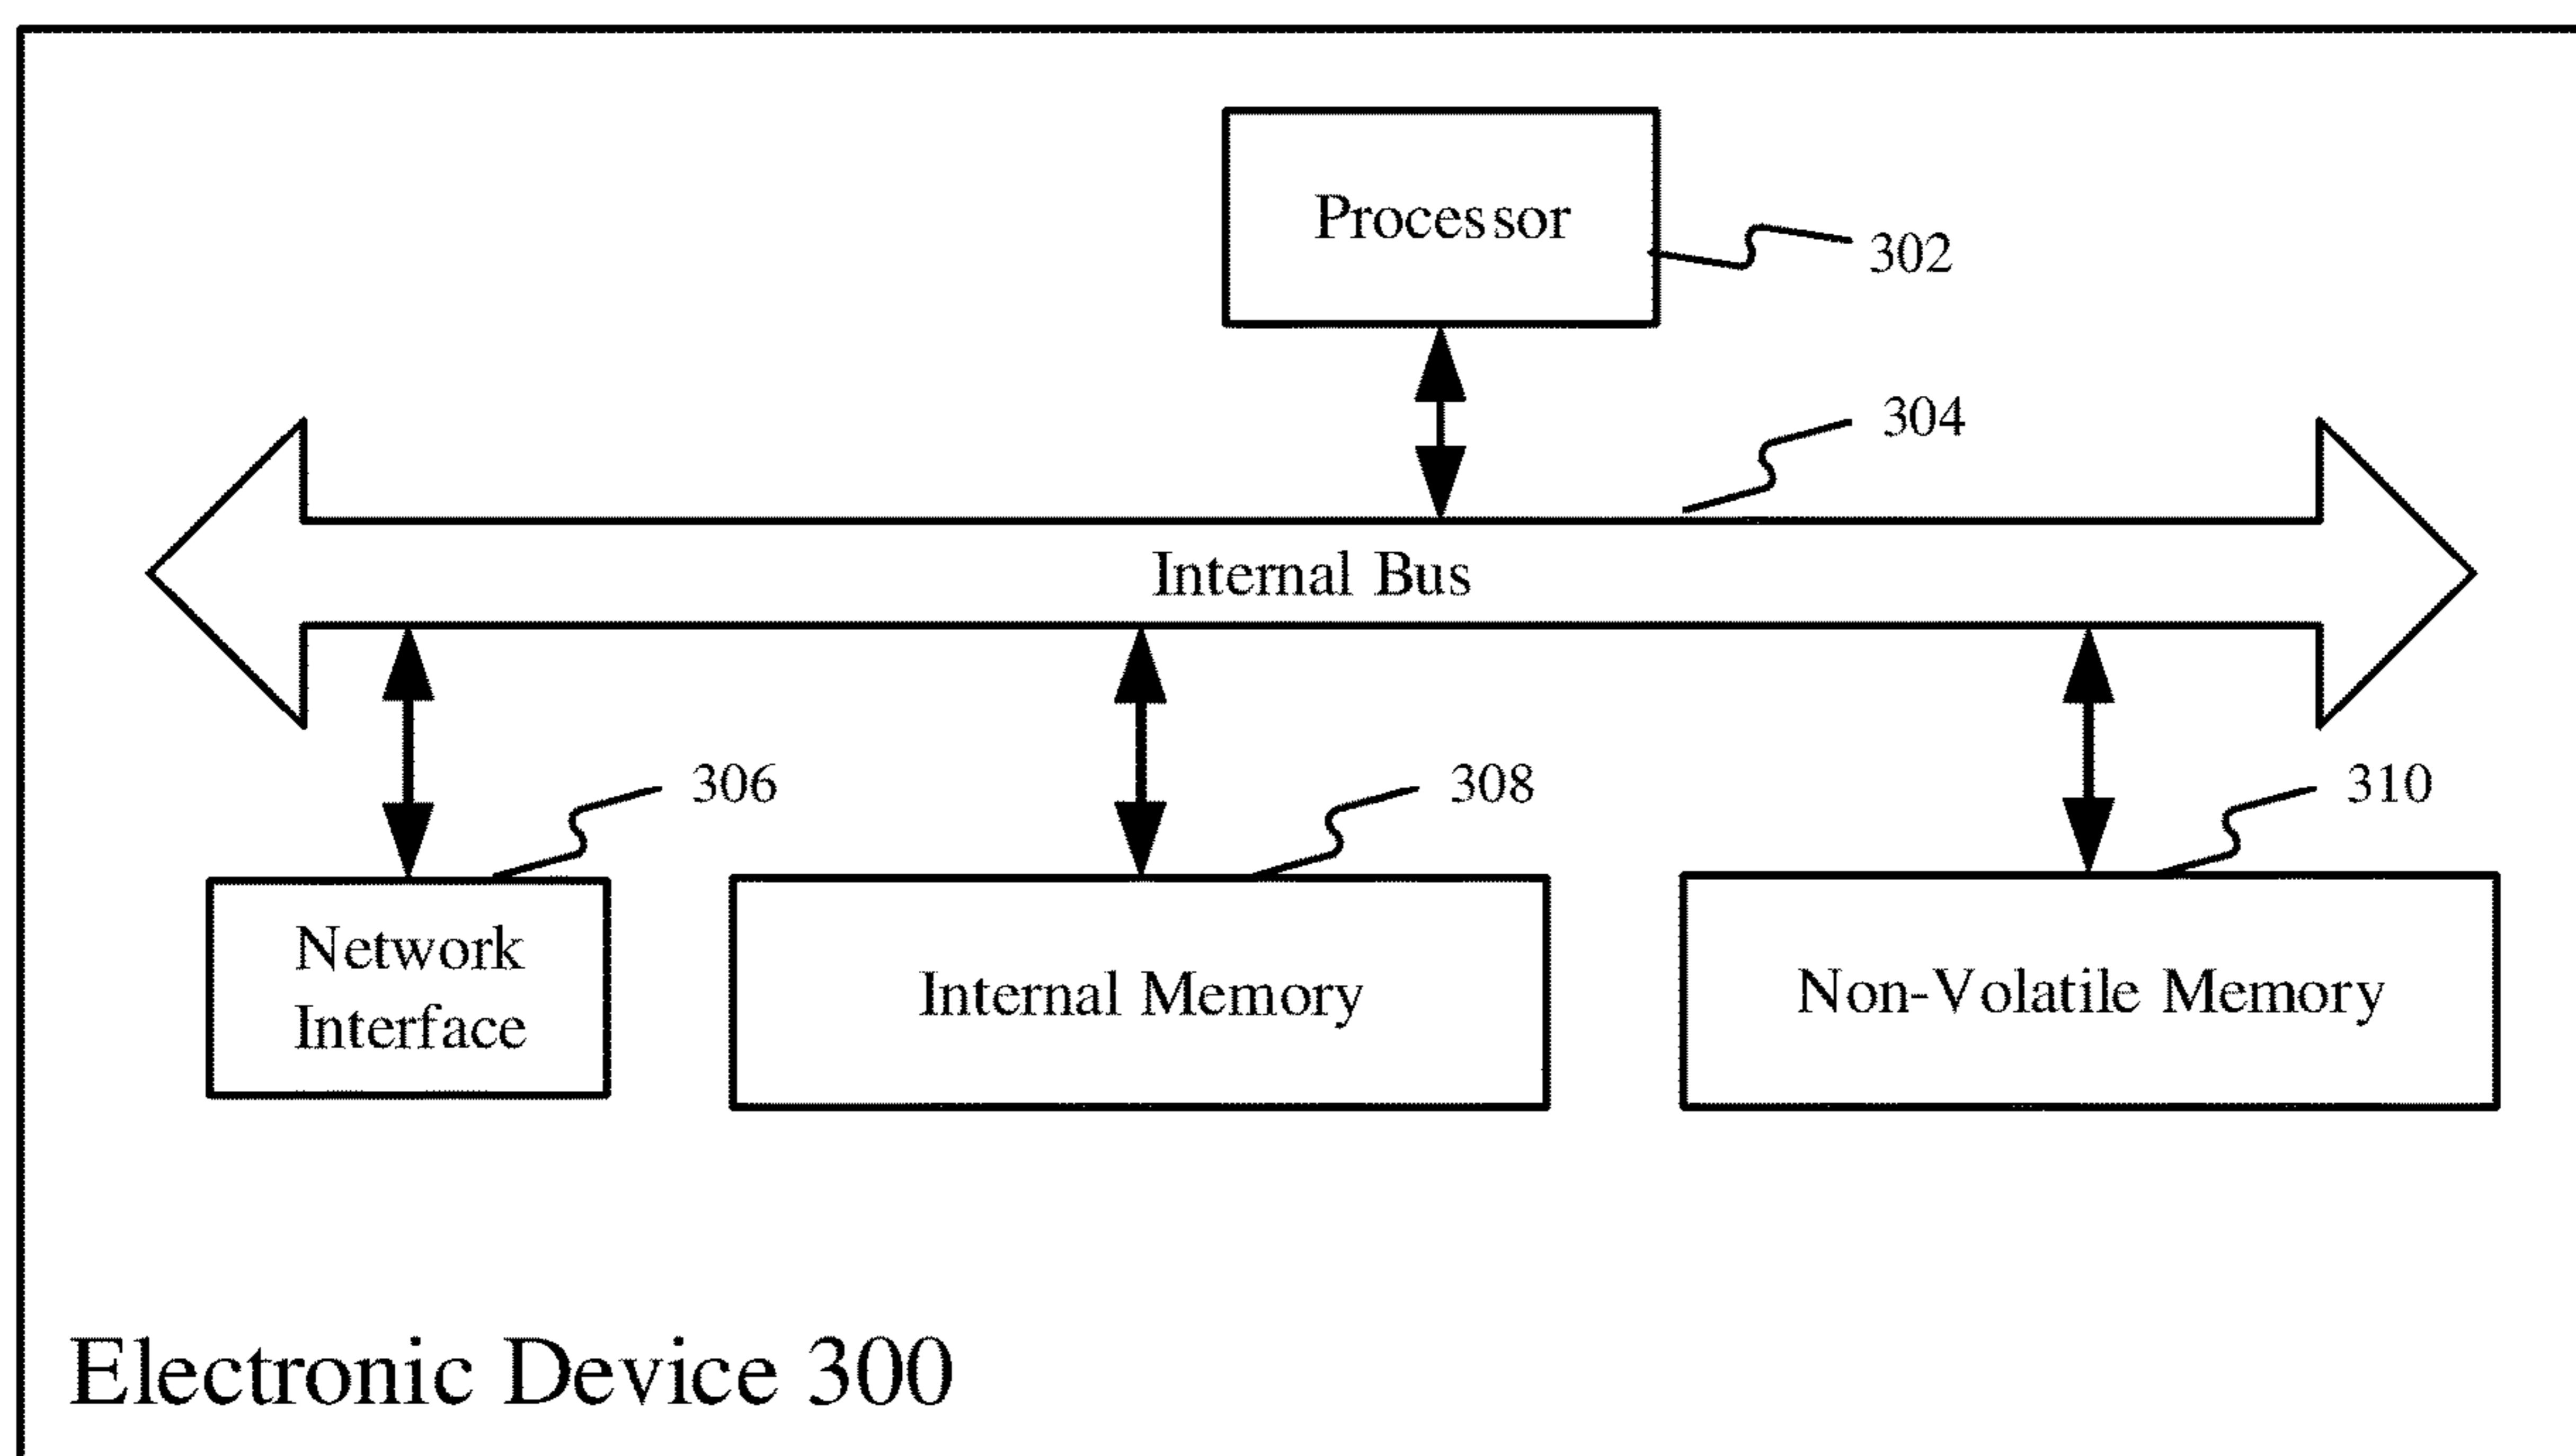 Processor
302
304
Internal Bus
306
308
310
Network
Interface
Internal Memory
Non-Volatile Memory
Electronic Device 300